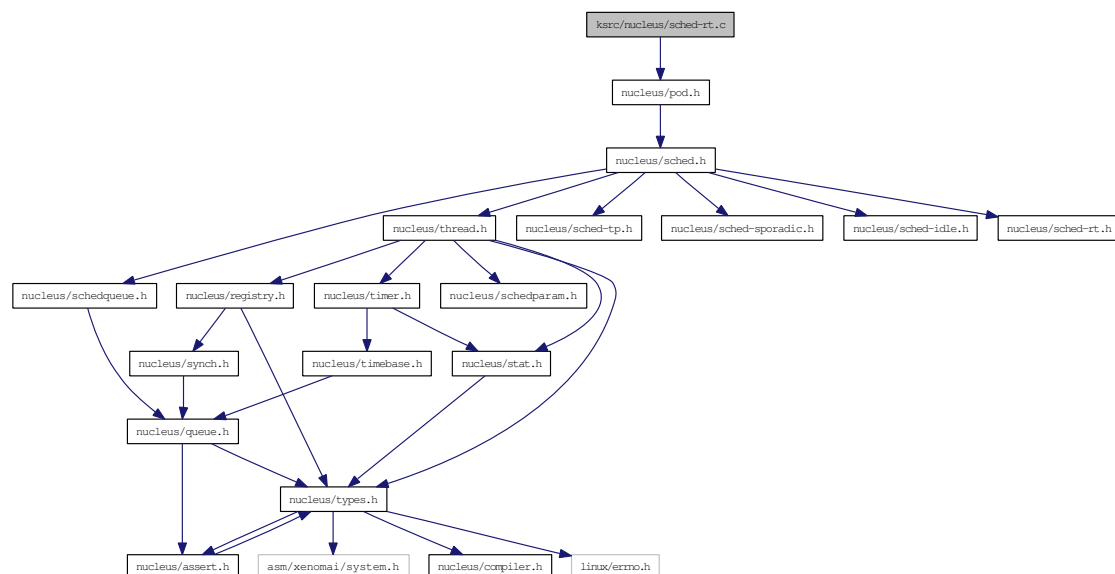 ksrc/nucleus/sched-rt.c
nucleus/pod.h
nucleus/sched.h
nucleus/thread.h
nucleus/sched-tp.h
nucleus/sched-sporadic.h
nucleus/sched-idle.h
nucleus/sched-rt.h
nucleus/schedqueue.h
nucleus/registry.h
nucleus/timer.h
nucleus/schedparam.h
nucleus/synch.h
nucleus/timebase.h
nucleus/stat.h
nucleus/queue.h
nucleus/types.h
nucleus/assert.h
asm/xenomai/system.h
nucleus/compiler.h
linux/errno.h